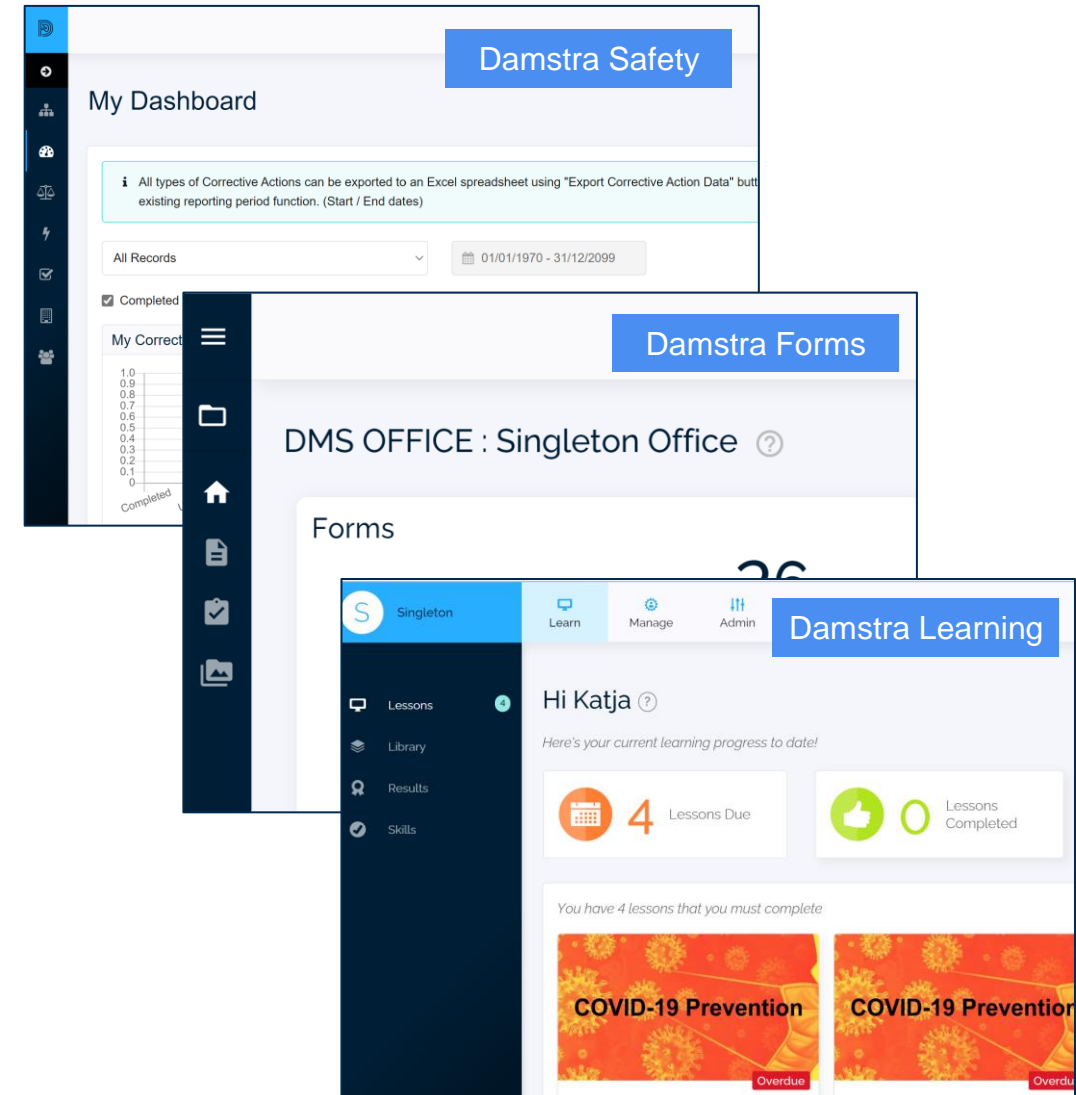 Damstra Safety
My Dashboard
All types of Corrective Actions can be exported to an Excel spreadsheet using "Export Corrective Action Data"
existing reporting period function. (Start / End dates)
All Records
01/01/1970 - 31/12/2099
Completed
My
1.0
0.9
0.8
0.7
0.6
0.5
0.4
0.3
0.2
0.1
0
Completed
Damstra Forms
DMS OFFICE : Singleton Office ?
Forms
Damstra Learning
S Singleton
Learn Manage Admin
Lessons 4
Library
Results
Skills
Hi Katja ?
Here's your current learning progress to date!
4 Lessons Due
0 Lessons
Completed
You have 4 lessons that you must complete
COVID-19 Prevention
Overdue
COVID-19 Prevention